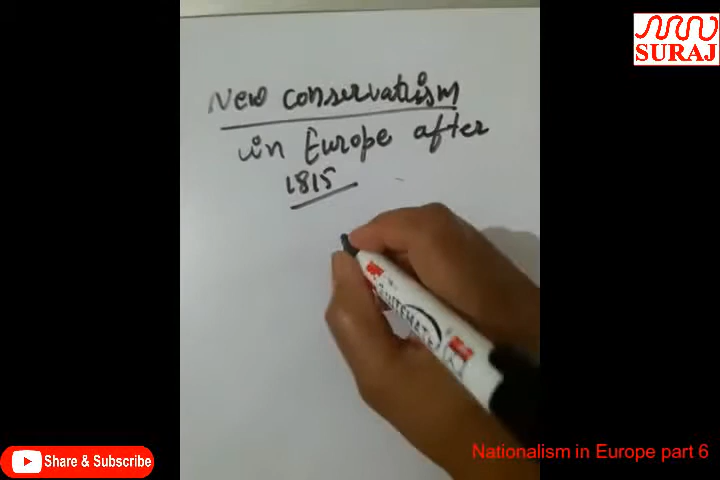 SURAJ
New conservatism
in Europe after
1815
Nationalism in Europe part 6
Share & Subscribe